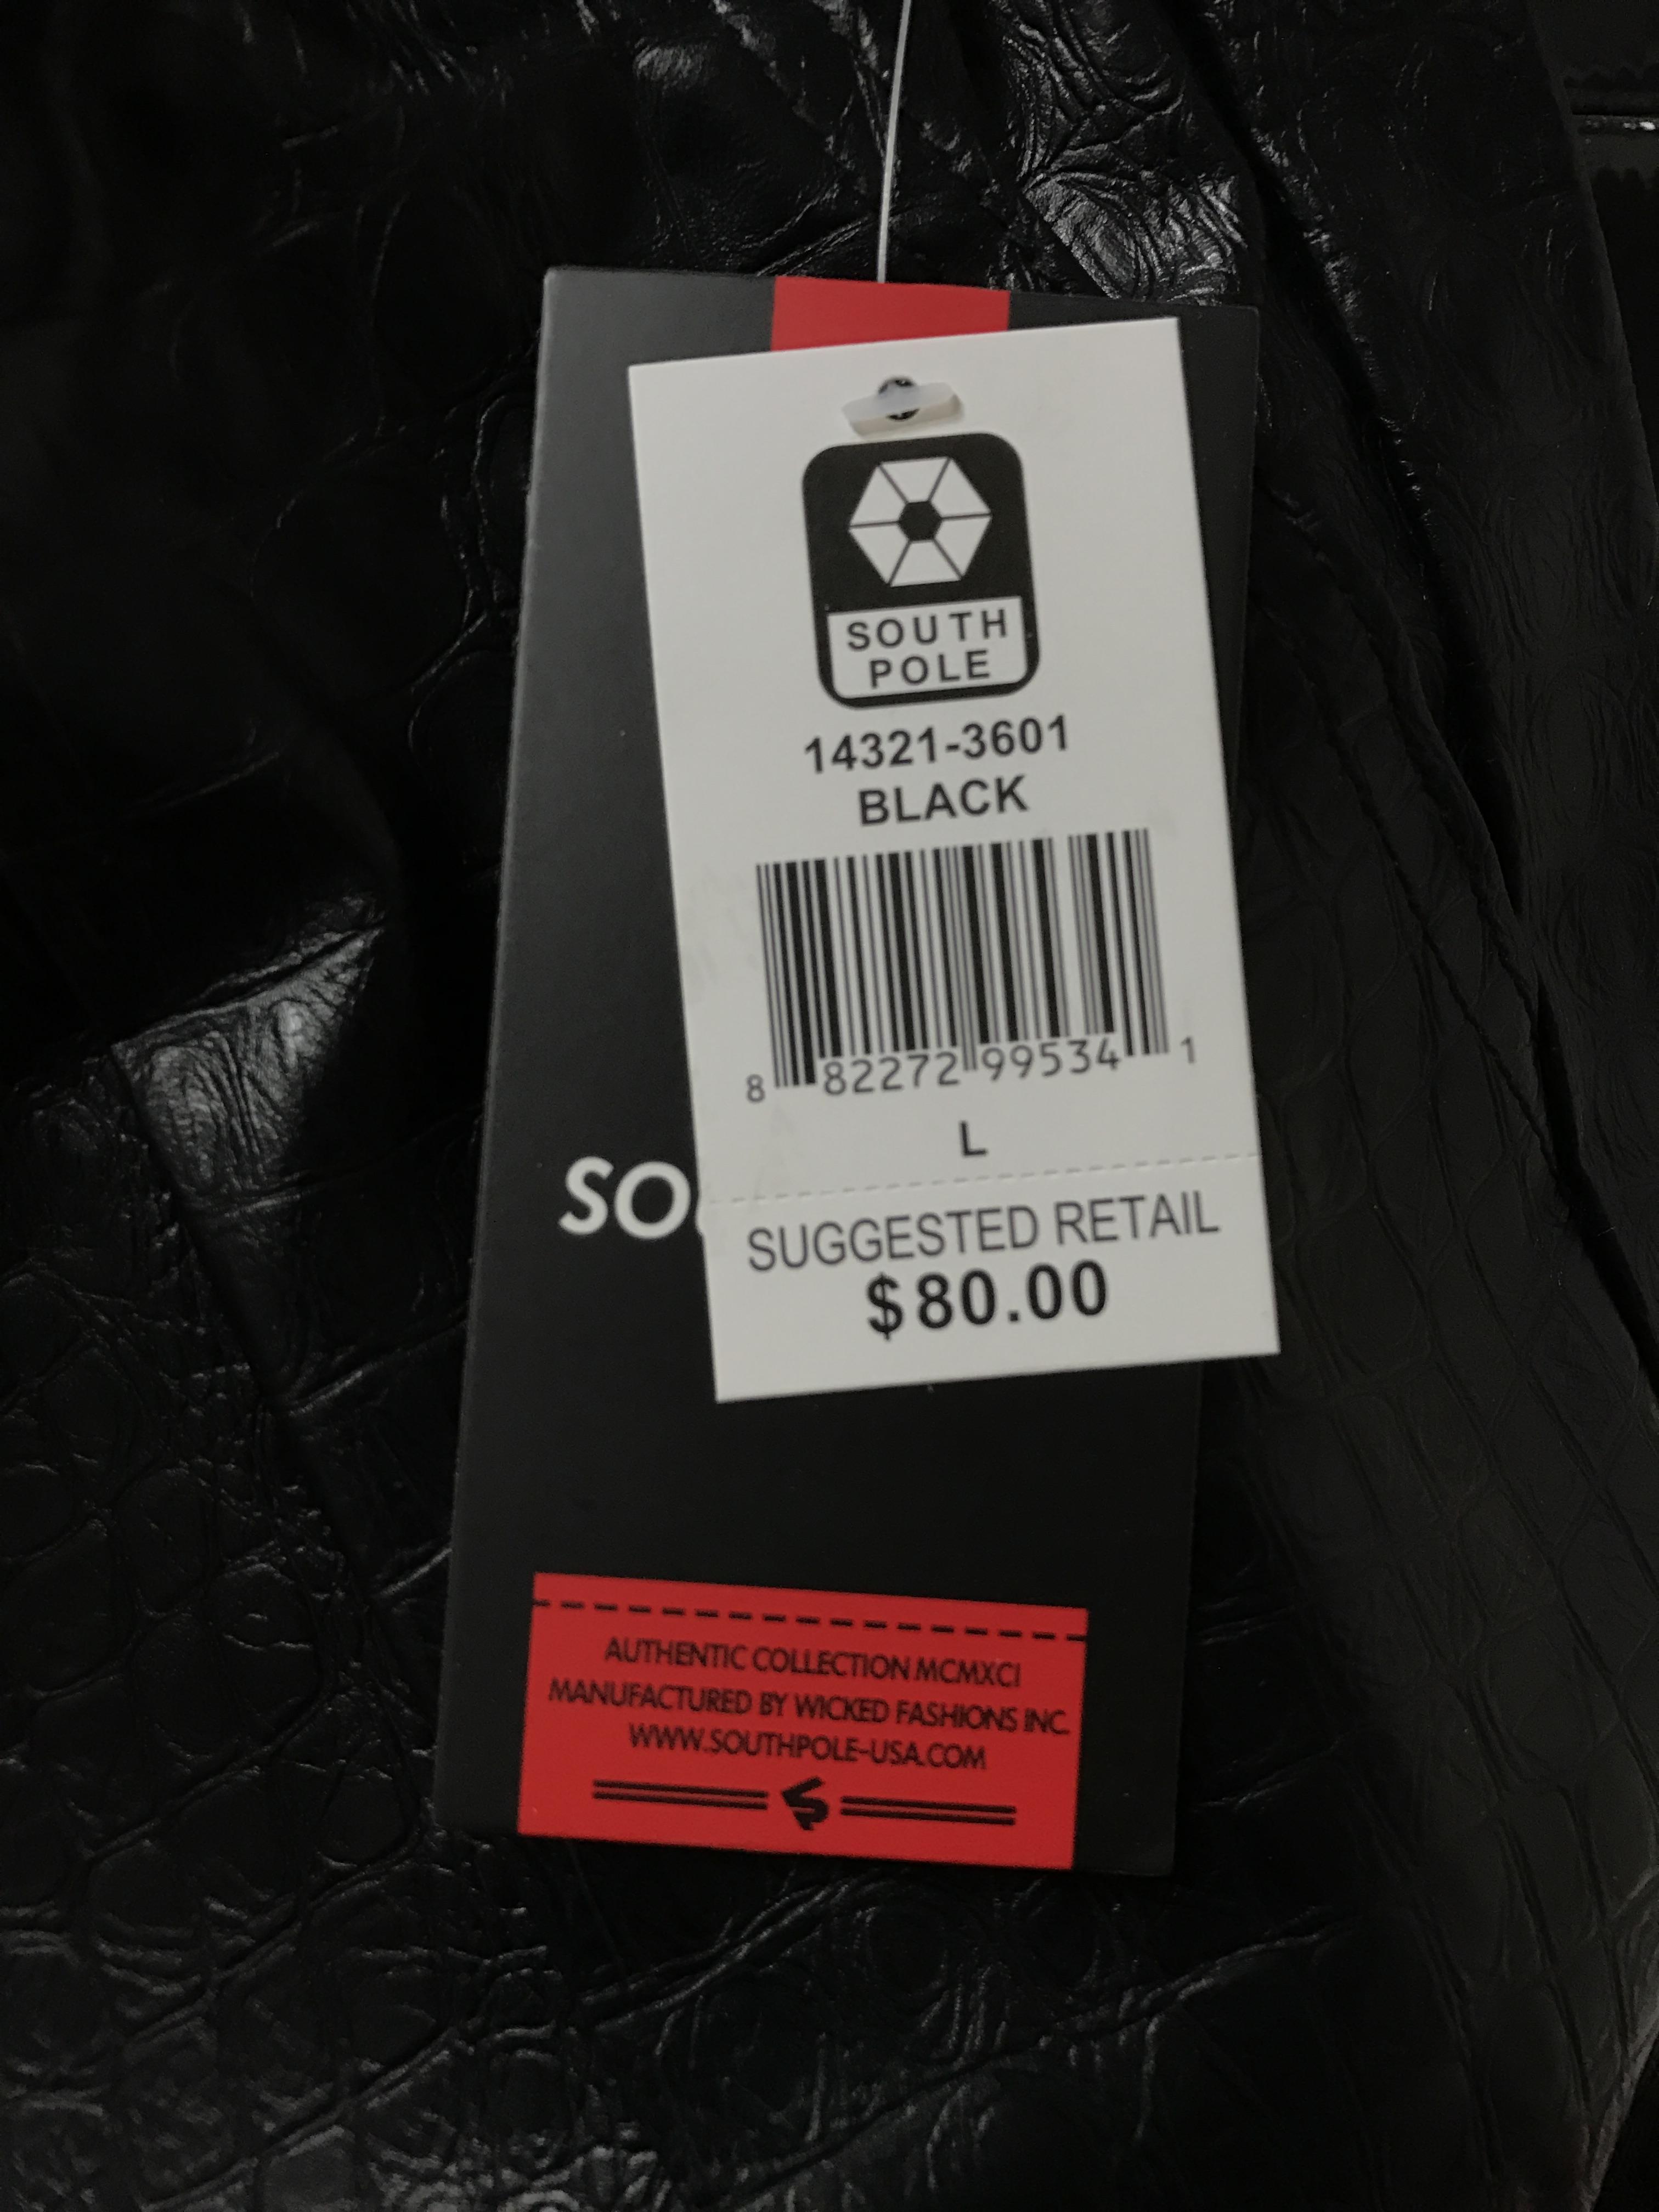 SOUTH
POLE
14321-3601
BLACK
8 82272 99534 1
L
SUGGESTED RETAIL
$80.00
SO
AUTHENTIC COLLECTION MCMXCI
MANUFACTURED BY WICKED FASHIONS INC.
WWW.SOUTHPOLE-USA.COM